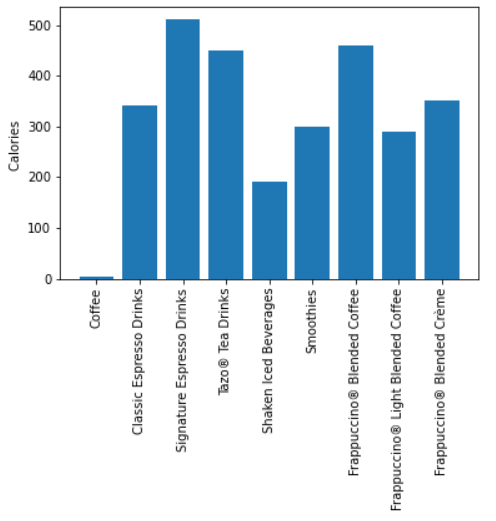 500
400
300
200
100
0
Calories
Coffee
Classic Espresso Drinks
Signature Espresso Drinks
Tazo® Tea Drinks
Shaken Iced Beverages
Smoothies
Frappuccino® Blended Coffee
Frappuccino® Light Blended Coffee
Frappuccino® Blended Crème